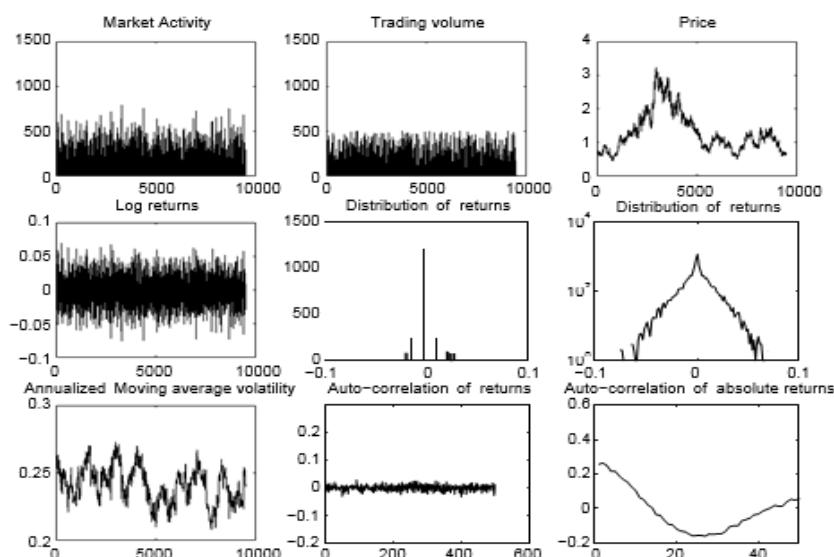 Market Activity
1500
1000
500
0
0 5000 10000
Trading volume
1500
1000
500
0
0 5000 10000
Price
4
3
2
1
0
0 5000 10000
Log returns
0.1
0.05
0
−0.05
−0.1
0 5000 10000
Distribution of returns
1500
1000
500
0
−0.1 0 0.1
Distribution of returns
10^4
−0.1 0 0.1
Annualized Moving average volatility
0.3
0.25
0.2
0 5000 10000
Auto−correlation of returns
0.2
0.1
0
−0.1
−0.2
0 200 400 600
Auto−correlation of absolute returns
0.6
0.4
0.2
0
−0.2
0 20 40